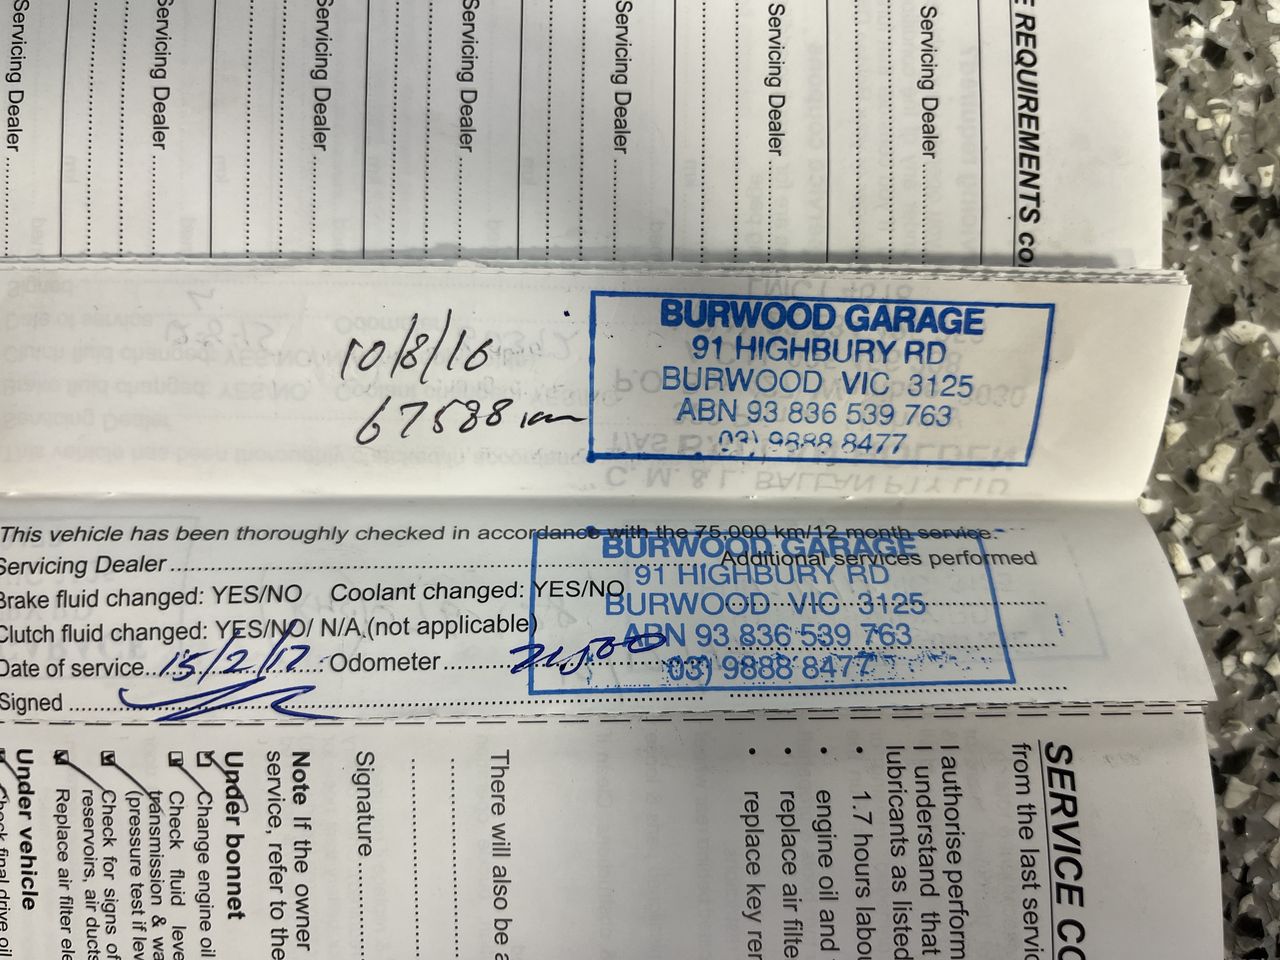 E REQUIREMENTS co
Servicing Dealer
Servicing Dealer
Servicing Dealer
Servicing Dealer
Servicing Dealer
Servicing Dealer
Servicing Dealer
10/8/16
67588 km
BURWOOD GARAGE
91 HIGHBURY RD
BURWOOD VIC 3125
ABN 93 836 539 763
03) 9888 8477
This vehicle has been thoroughly checked in accordance with the 75,000 km/12 month service.
Servicing Dealer
Additional services performed
Brake fluid changed: YES/NO Coolant changed: YES/NO
Clutch fluid changed: YES/NO/ N/A (not applicable)
Date of service 15/2/17 Odometer
Signed
BURWOOD GARAGE
91 HIGHBURY RD
BURWOOD VIC 3125
ABN 93 836 539 763
03) 9888 8477
SERVICE CO
from the last servic
I authorise perform
I understand that
lubricants as listed
• 1.7 hours labou
• engine oil and
• replace air filte
• replace key rem
There will also be a
Signature
Note If the owner
service, refer to the
Under bonnet
Change engine oil
Check fluid leve
transmission & wa
(pressure test if lev
Check for signs of
reservoirs, air ducts
Replace air filter ele
Under vehicle
Check final drive oil